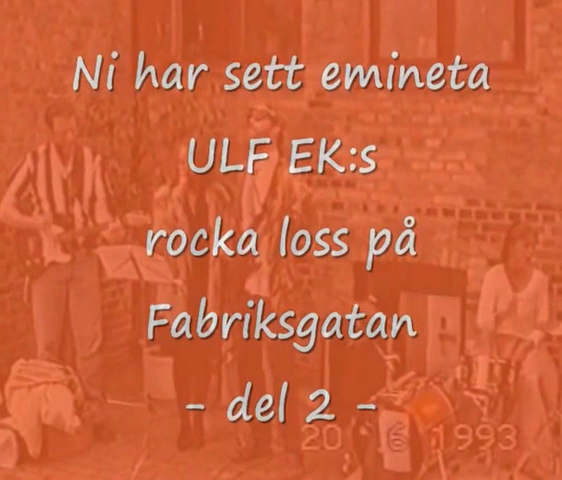 Ni har sett emineta
ULF EK:s
rocka loss på
Fabriksgatan
- del 2 -
20 6 1993